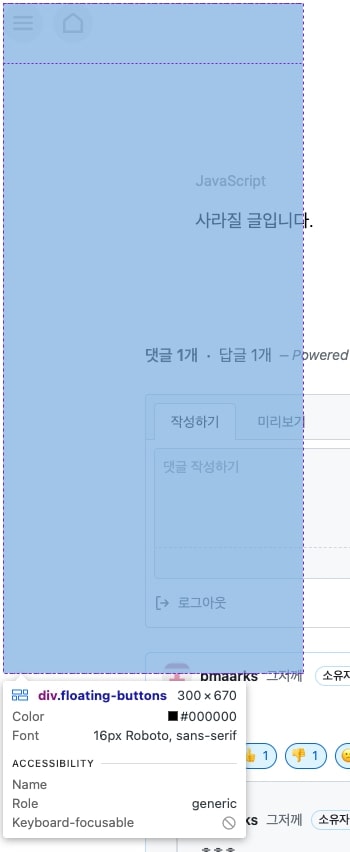 JavaScript
사라질 글입니다.
댓글 1개 · 답글 1개 – Powered
작성하기 미리보기
댓글 작성하기
로그아웃
bmaarks 그저께 소유자
div.floating-buttons 300 × 670
Color #000000
Font 16px Roboto, sans-serif
ACCESSIBILITY
Name
Role generic
Keyboard-focusable
1 1
ks 그저께 소유자